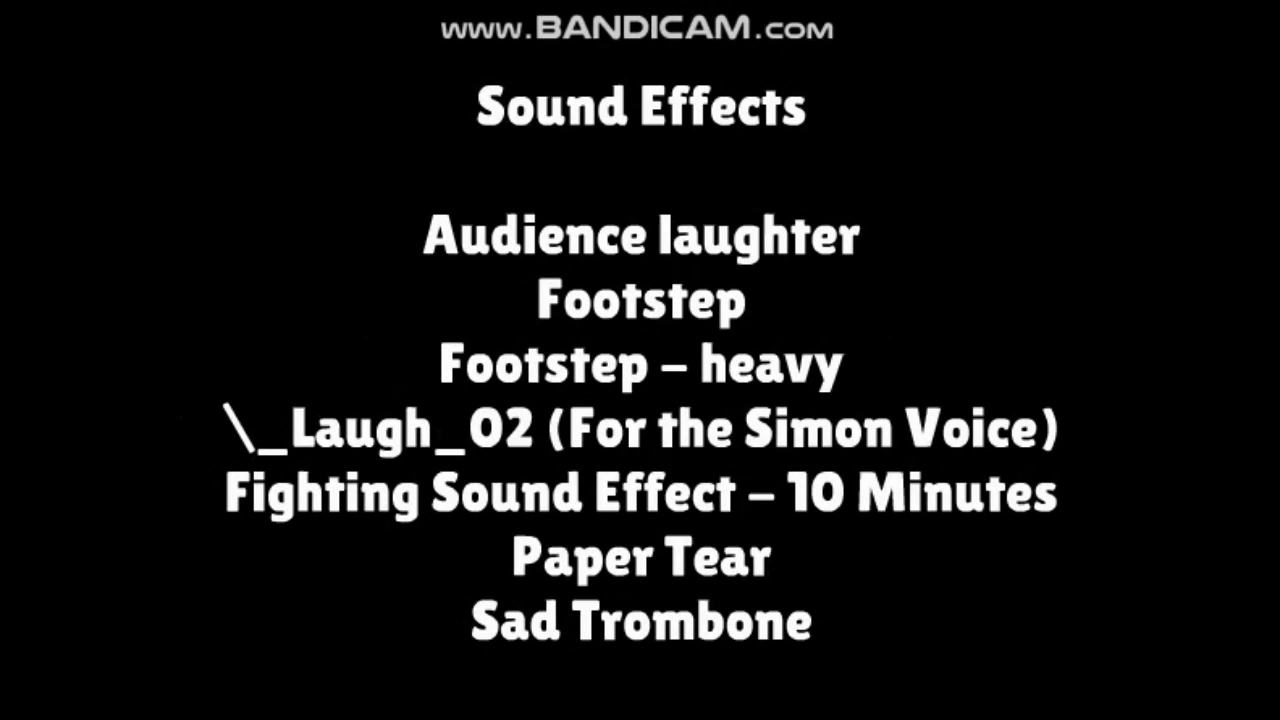 www.BANDICAM.com
Sound Effects
Audience laughter
Footstep
Footstep – heavy
\_Laugh_02 (For the Simon Voice)
Fighting Sound Effect – 10 Minutes
Paper Tear
Sad Trombone